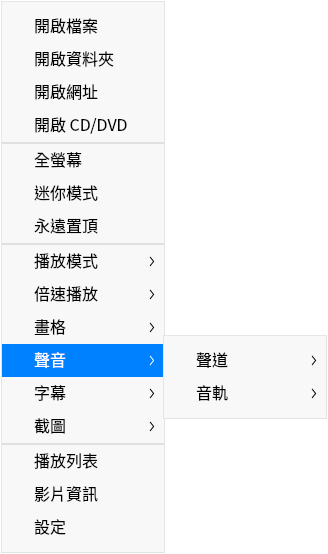 開啟檔案
開啟資料夾
開啟網址
開啟 CD/DVD
全螢幕
迷你模式
永遠置頂
播放模式
倍速播放
畫格
聲音
字幕
截圖
播放列表
影片資訊
設定
聲道
音軌